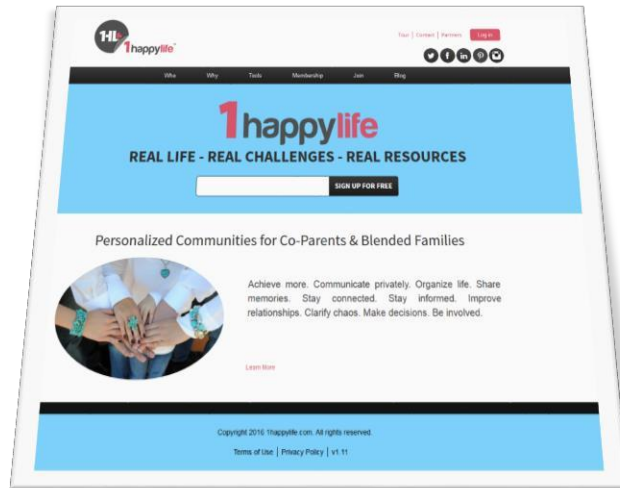 1HL
1happylife™
Tour | Contact | Partners Log in
Who Why Tools Membership Join Blog
1happylife
REAL LIFE - REAL CHALLENGES - REAL RESOURCES
SIGN UP FOR FREE
Personalized Communities for Co-Parents & Blended Families
Achieve more. Communicate privately. Organize life. Share
memories. Stay connected. Stay informed. Improve
relationships. Clarify chaos. Make decisions. Be involved.
Learn More
Copyright 2016 1happylife.com. All rights reserved.
Terms of Use | Privacy Policy | v1.11